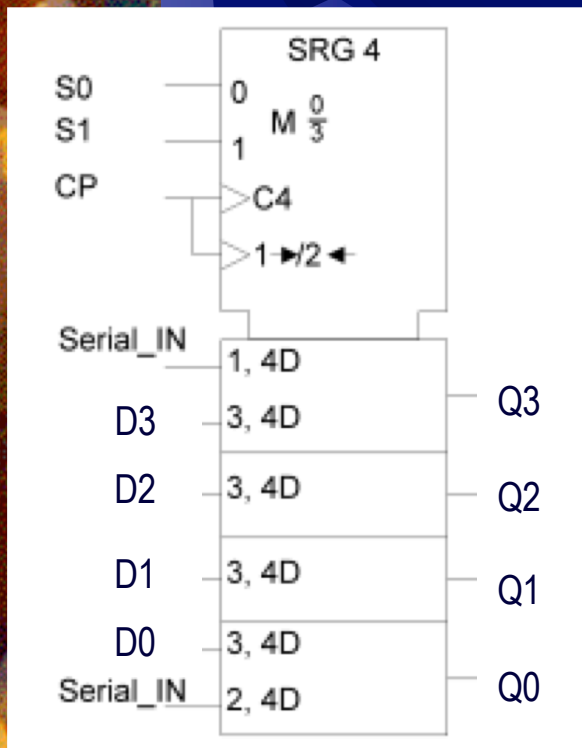 SRG 4
S0 0
M 0/3
S1 1
CP C4
1→/2←
Serial_IN 1, 4D
Q3
D3 3, 4D
D2 3, 4D Q2
D1 3, 4D Q1
D0 3, 4D
Q0
Serial_IN 2, 4D